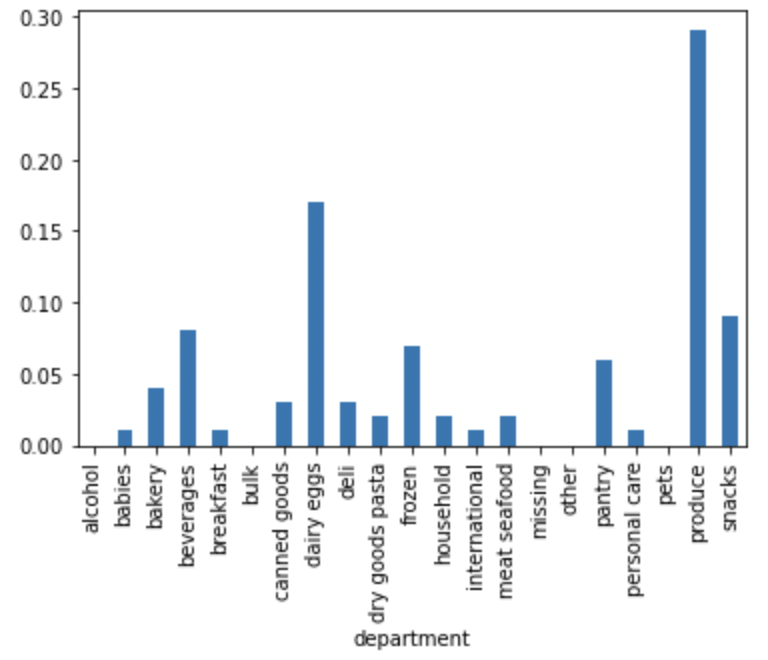 0.30
0.25
0.20
0.15
0.10
0.05
0.00
alcohol
babies
bakery
beverages
breakfast
bulk
canned goods
dairy eggs
deli
dry goods pasta
frozen
household
international
meat seafood
missing
other
pantry
personal care
pets
produce
snacks
department